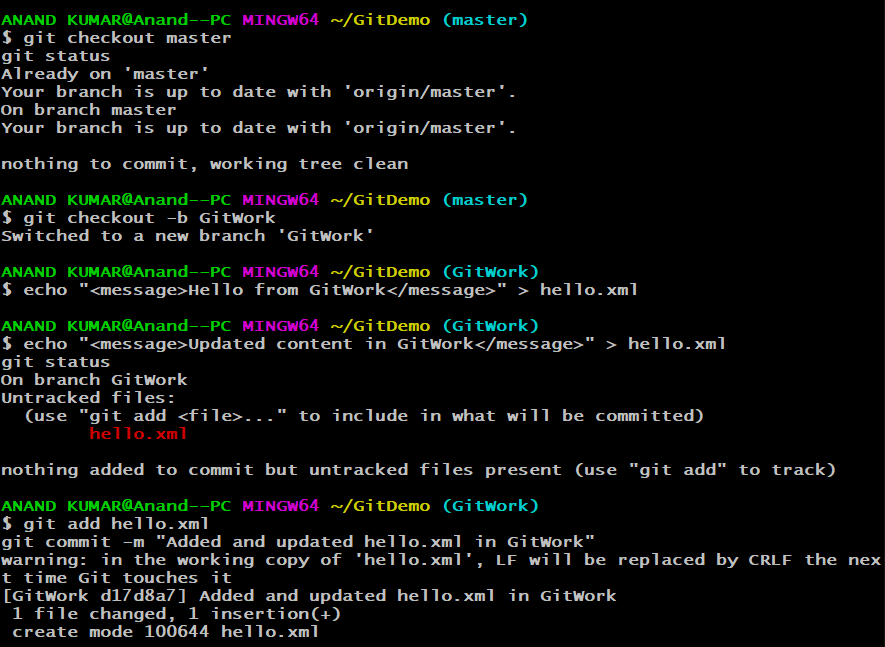 ANAND KUMAR@Anand--PC MINGW64 ~/GitDemo (master)
$ git checkout master
git status
Already on 'master'
Your branch is up to date with 'origin/master'.
On branch master
Your branch is up to date with 'origin/master'.
nothing to commit, working tree clean
ANAND KUMAR@Anand--PC MINGW64 ~/GitDemo (master)
$ git checkout -b GitWork
Switched to a new branch 'GitWork'
ANAND KUMAR@Anand--PC MINGW64 ~/GitDemo (GitWork)
$ echo "<message>Hello from GitWork</message>" > hello.xml
ANAND KUMAR@Anand--PC MINGW64 ~/GitDemo (GitWork)
$ echo "<message>Updated content in GitWork</message>" > hello.xml
git status
On branch GitWork
Untracked files:
  (use "git add <file>..." to include in what will be committed)
        hello.xml
nothing added to commit but untracked files present (use "git add" to track)
ANAND KUMAR@Anand--PC MINGW64 ~/GitDemo (GitWork)
$ git add hello.xml
git commit -m "Added and updated hello.xml in GitWork"
warning: in the working copy of 'hello.xml', LF will be replaced by CRLF the nex
t time Git touches it
[GitWork d17d8a7] Added and updated hello.xml in GitWork
 1 file changed, 1 insertion(+)
 create mode 100644 hello.xml